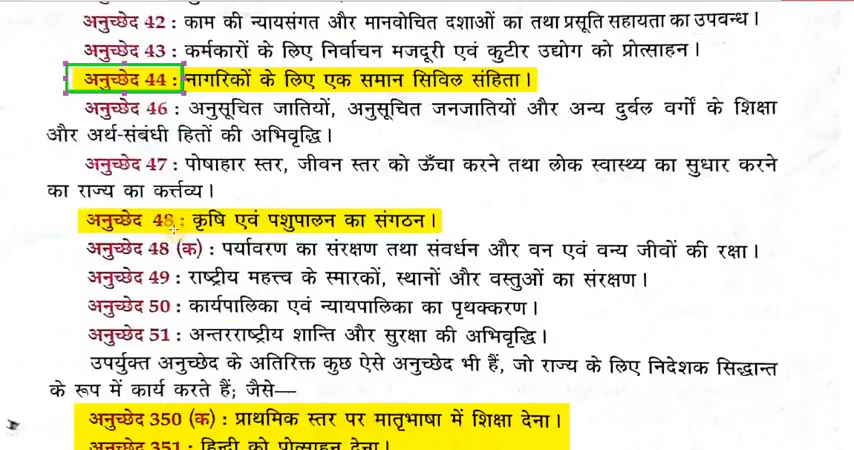 अनुच्छेद 42 : काम की न्यायसंगत और मानवोचित दशाओं का तथा प्रसूति सहायता का उपबन्ध।
अनुच्छेद 43 : कर्मकारों के लिए निर्वाचन मजदूरी एवं कुटीर उद्योग को प्रोत्साहन।
अनुच्छेद 44 : नागरिकों के लिए एक समान सिविल संहिता।
अनुच्छेद 46 : अनुसूचित जातियों, अनुसूचित जनजातियों और अन्य दुर्बल वर्गों के शिक्षा
और अर्थ-संबंधी हितों की अभिवृद्धि।
अनुच्छेद 47 : पोषाहार स्तर, जीवन स्तर को ऊँचा करने तथा लोक स्वास्थ्य का सुधार करने
का राज्य का कर्त्तव्य।
अनुच्छेद 48 : कृषि एवं पशुपालन का संगठन।
अनुच्छेद 48 (क) : पर्यावरण का संरक्षण तथा संवर्धन और वन एवं वन्य जीवों की रक्षा।
अनुच्छेद 49 : राष्ट्रीय महत्त्व के स्मारकों, स्थानों और वस्तुओं का संरक्षण।
अनुच्छेद 50 : कार्यपालिका एवं न्यायपालिका का पृथक्करण।
अनुच्छेद 51 : अन्तरराष्ट्रीय शान्ति और सुरक्षा की अभिवृद्धि।
उपर्युक्त अनुच्छेद के अतिरिक्त कुछ ऐसे अनुच्छेद भी हैं, जो राज्य के लिए निदेशक सिद्धान्त
के रूप में कार्य करते हैं; जैसे—
अनुच्छेद 350 (क) : प्राथमिक स्तर पर मातृभाषा में शिक्षा देना।
अनुच्छेद 351 : हिन्दी को प्रोत्साहन देना।